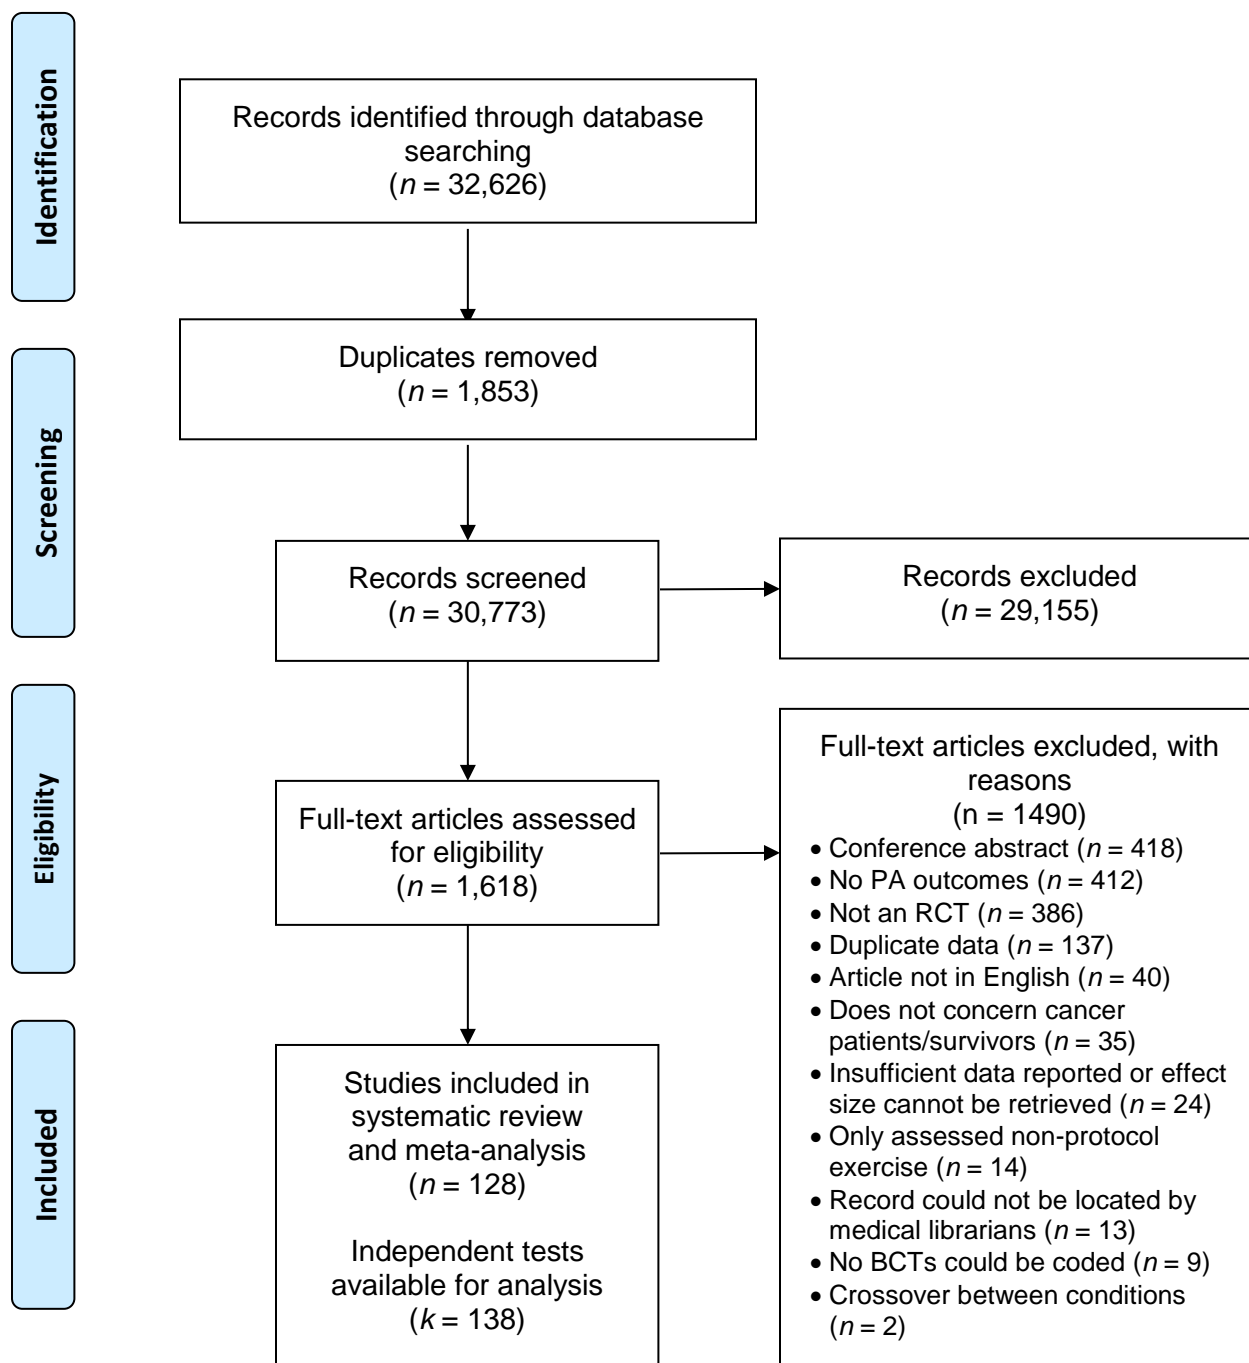 Identification
Records identified through database
searching
(n = 32,626)
Duplicates removed
(n = 1,853)
Screening
Records screened
(n = 30,773)
Records excluded
(n = 29,155)
Eligibility
Full-text articles assessed
for eligibility
(n = 1,618)
Full-text articles excluded, with
reasons
(n = 1490)
• Conference abstract (n = 418)
• No PA outcomes (n = 412)
• Not an RCT (n = 386)
• Duplicate data (n = 137)
• Article not in English (n = 40)
• Does not concern cancer
patients/survivors (n = 35)
• Insufficient data reported or effect
size cannot be retrieved (n = 24)
• Only assessed non-protocol
exercise (n = 14)
• Record could not be located by
medical librarians (n = 13)
• No BCTs could be coded (n = 9)
• Crossover between conditions
(n = 2)
Included
Studies included in
systematic review
and meta-analysis
(n = 128)
Independent tests
available for analysis
(k = 138)